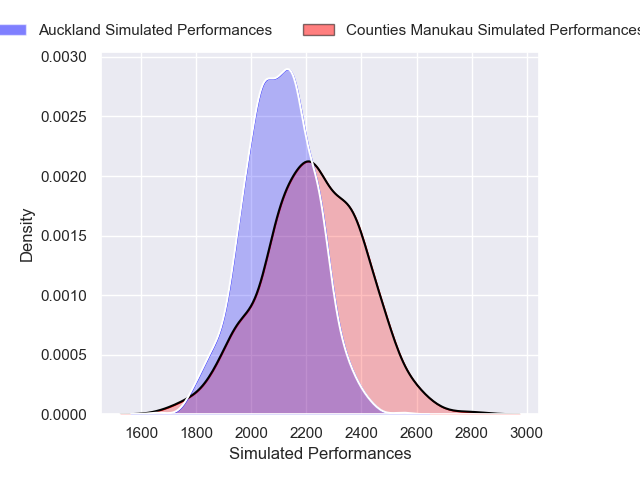 Auckland Simulated Performances
Counties Manukau Simulated Performances
0.0030
0.0025
0.0020
0.0015
0.0010
0.0005
0.0000
Density
1600 1800 2000 2200 2400 2600 2800 3000
Simulated Performances